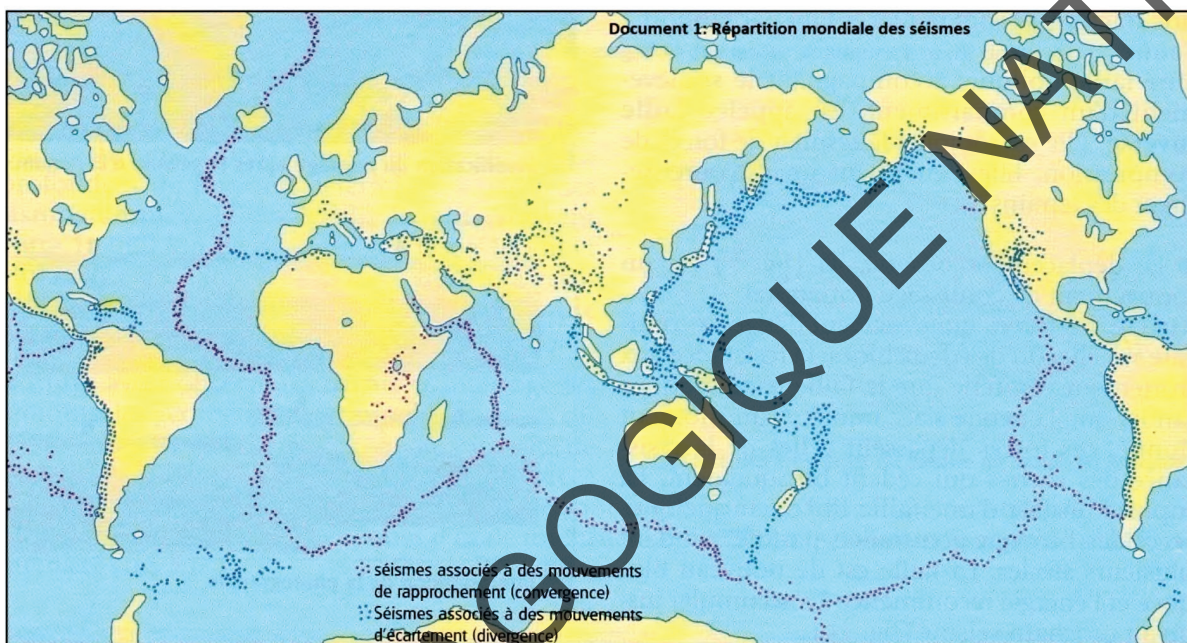 Document 1: Répartition mondiale des séismes
séismes associés à des mouvements
de rapprochement (convergence)
Séismes associés à des mouvements
d'écartement (divergence)
GOGIQUE NAT